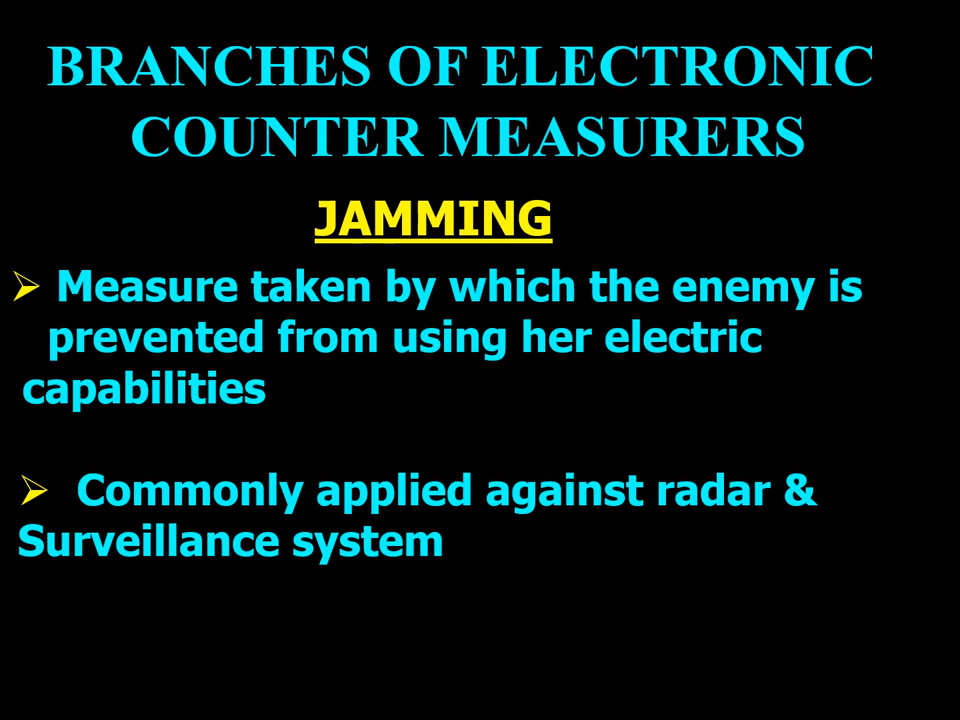 BRANCHES OF ELECTRONIC
COUNTER MEASURERS
JAMMING
➢ Measure taken by which the enemy is
prevented from using her electric
capabilities
➢ Commonly applied against radar &
Surveillance system